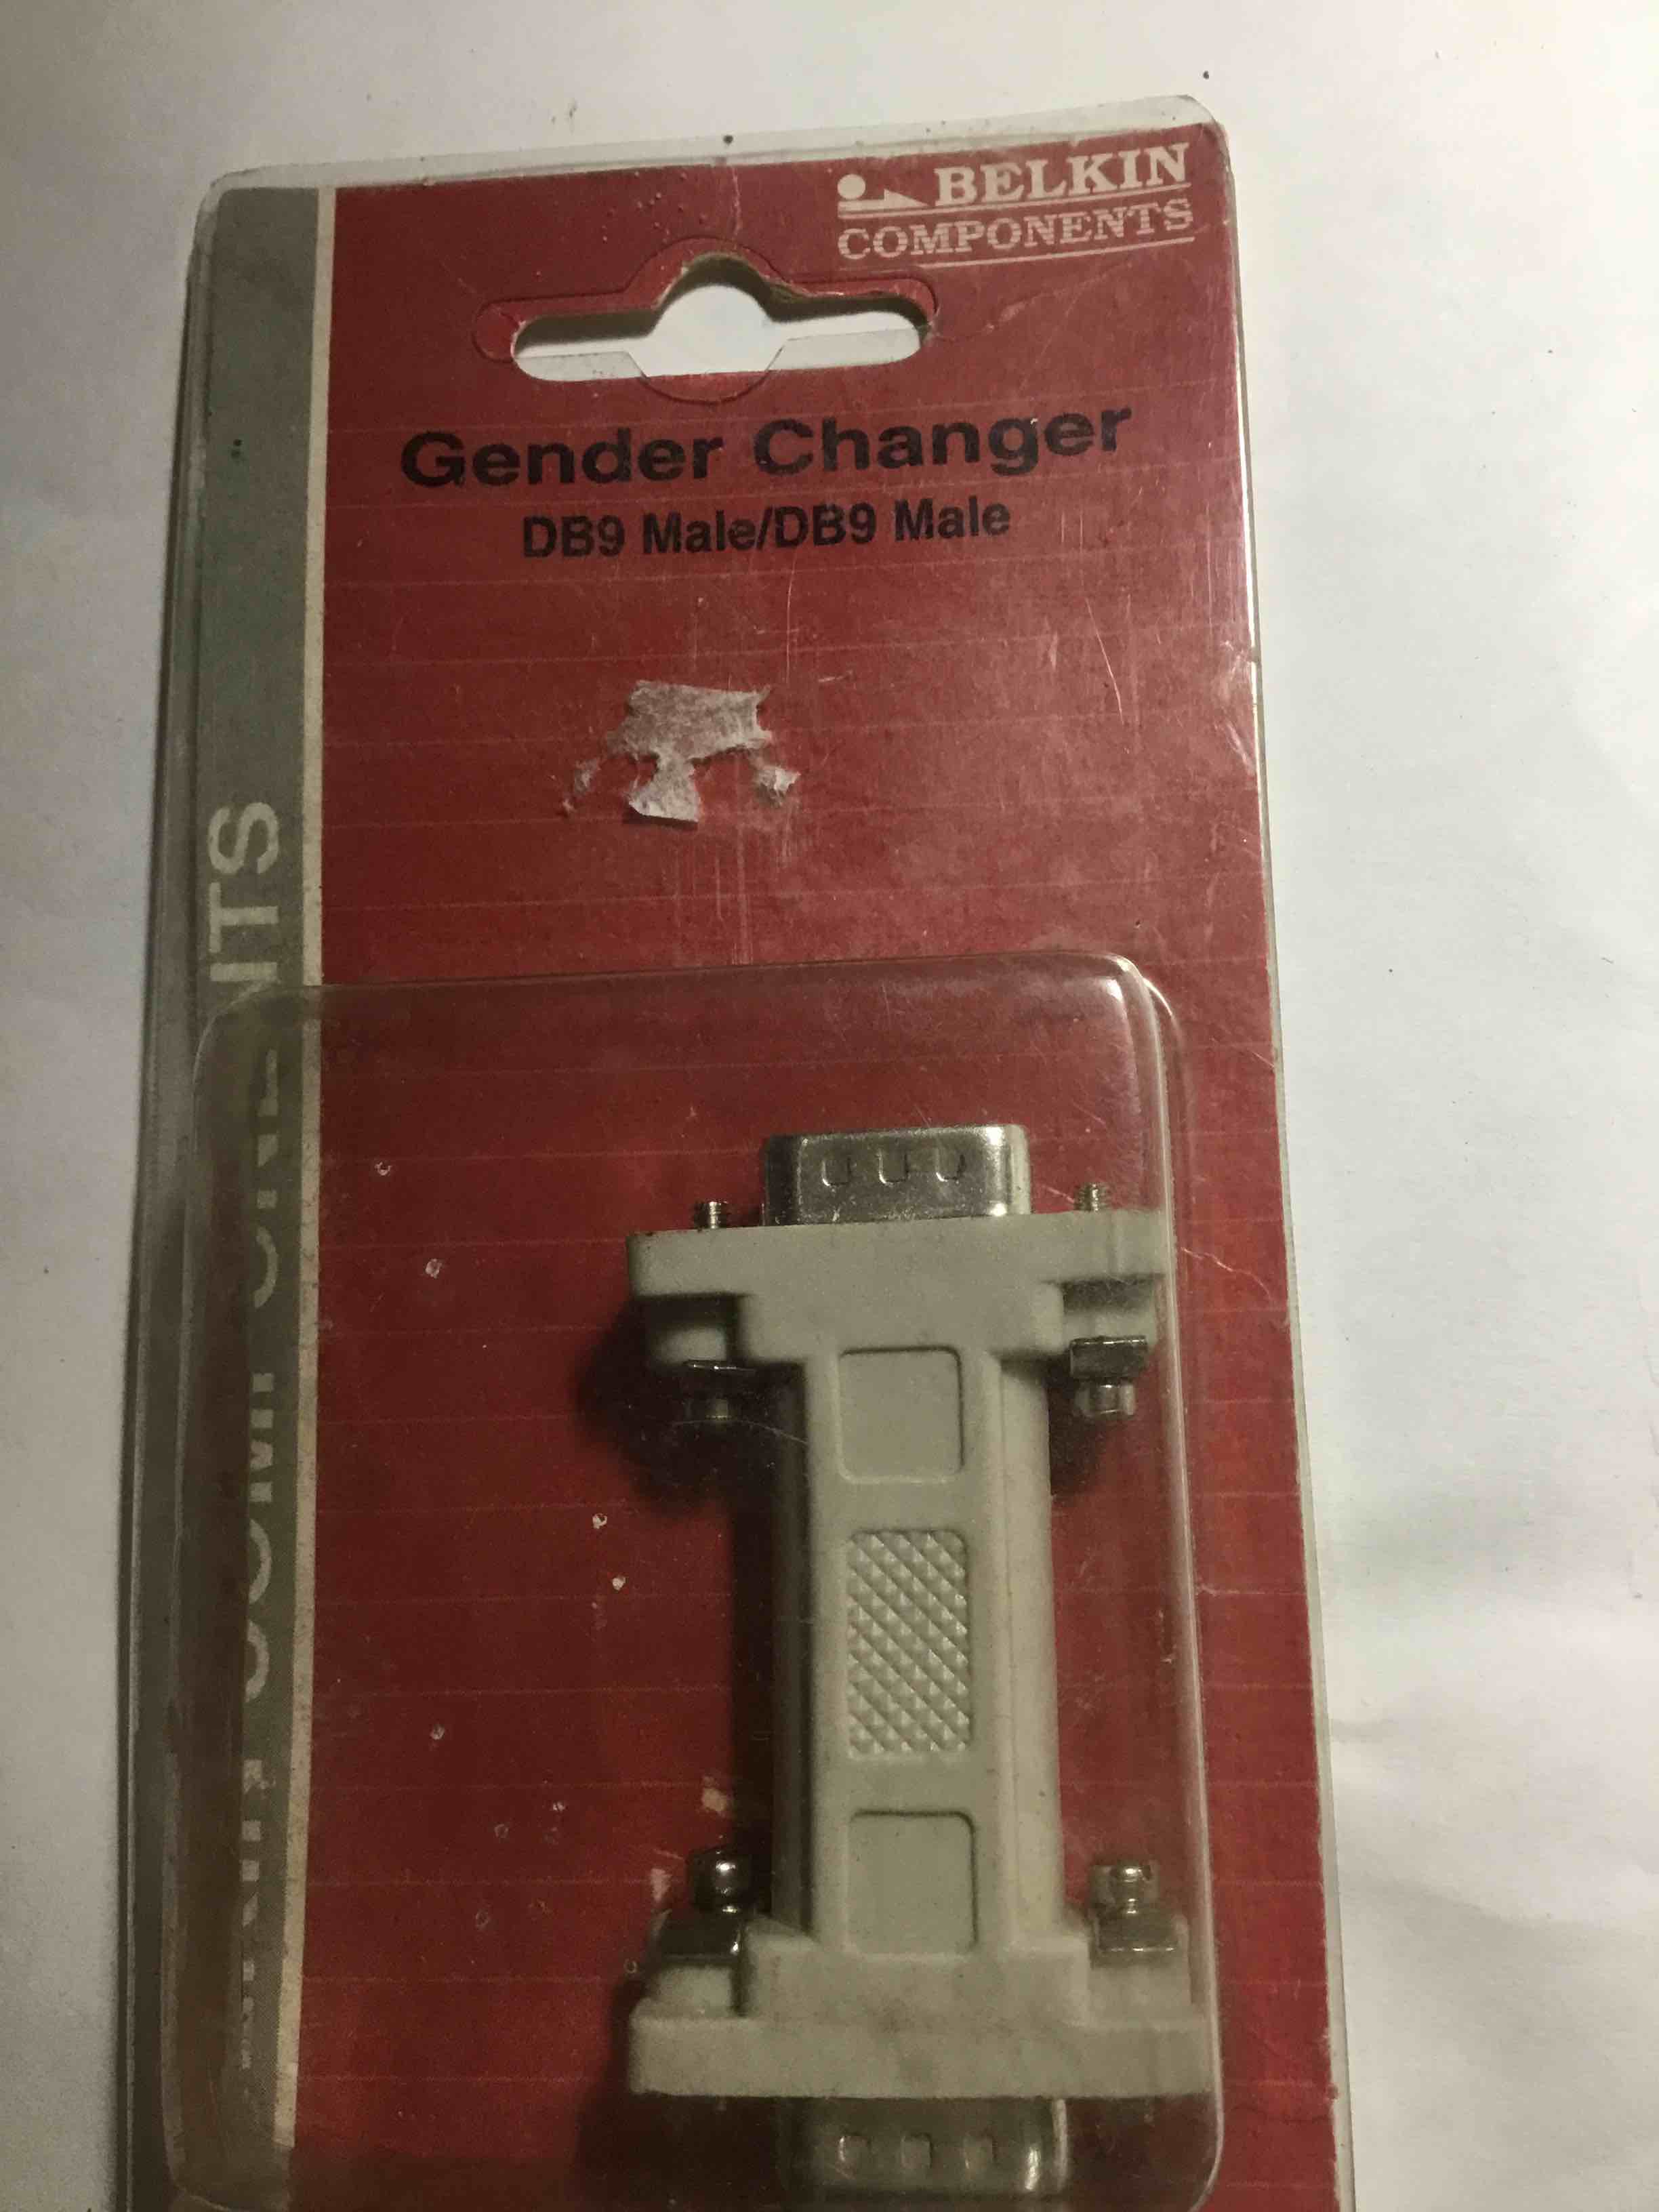 BELKIN
COMPONENTS
Gender Changer
DB9 Male/DB9 Male